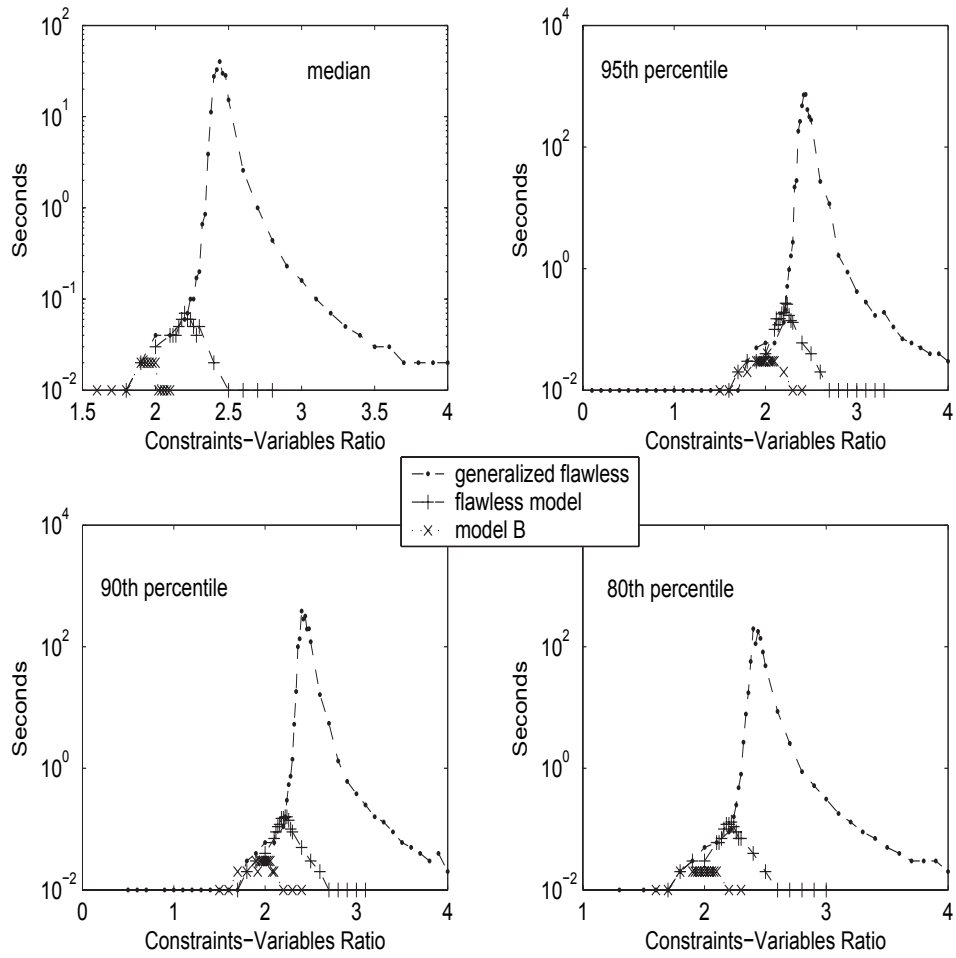 median
10^2
10^1
10^0
10^−1
10^−2
Seconds
1.5 2 2.5 3 3.5 4
Constraints−Variables Ratio
95th percentile
10^4
10^2
10^0
10^−2
Seconds
0 1 2 3 4
Constraints−Variables Ratio
generalized flawless
flawless model
model B
90th percentile
10^4
10^2
10^0
10^−2
Seconds
0 1 2 3 4
Constraints−Variables Ratio
80th percentile
10^4
10^2
10^0
10^−2
Seconds
1 2 3 4
Constraints−Variables Ratio